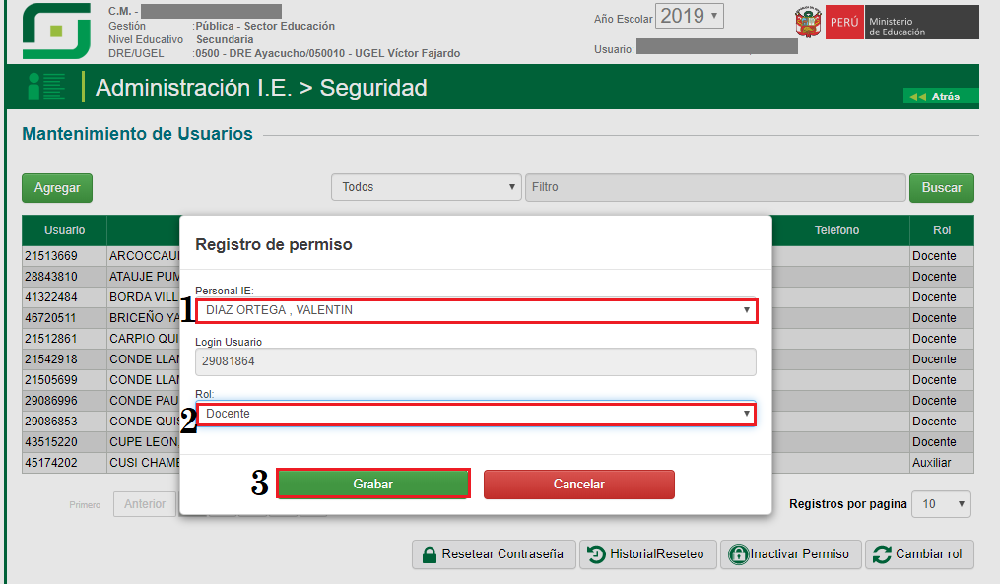 C.M. -
Gestión :Pública - Sector Educación
Nivel Educativo Secundaria
DRE/UGEL :0500 - DRE Ayacucho/050010 - UGEL Víctor Fajardo
Año Escolar 2019
Usuario:
PERÚ Ministerio
de Educación
Administración I.E. > Seguridad
Atrás
Mantenimiento de Usuarios
Agregar Todos Filtro Buscar
Usuario Telefono Rol
21513669 ARCOCCAU Docente
28843810 ATAUJE PUM Docente
41322484 BORDA VILL Docente
46720511 BRICEÑO YA Docente
21512861 CARPIO QUI Docente
21542918 CONDE LLA Docente
21505699 CONDE LLA Docente
29086996 CONDE PAU Docente
29086853 CONDE QUIS Docente
43515220 CUPE LEON Docente
45174202 CUSI CHAM Auxiliar
Registro de permiso
Personal IE:
1 DIAZ ORTEGA , VALENTIN
Login Usuario
29081864
Rol:
2 Docente
3 Grabar Cancelar
Primero Anterior Registros por pagina 10
Resetear Contraseña HistorialReseteo Inactivar Permiso Cambiar rol